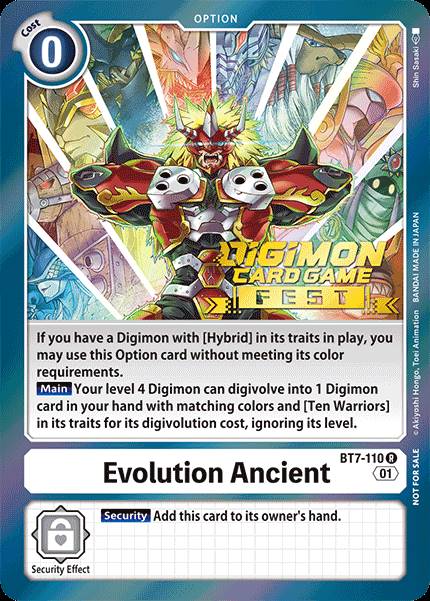 OPTION
Cost
0
Shin Sasaki
DIGIMON
CARD GAME
FEST
If you have a Digimon with [Hybrid] in its traits in play, you
may use this Option card without meeting its color
requirements.
Main Your level 4 Digimon can digivolve into 1 Digimon
card in your hand with matching colors and [Ten Warriors]
in its traits for its digivolution cost, ignoring its level.
© Akiyoshi Hongo, Toei Animation BANDAI MADE IN JAPAN
NOT FOR SALE
BT7-110 R
Evolution Ancient
01
Security Add this card to its owner's hand.
Security Effect